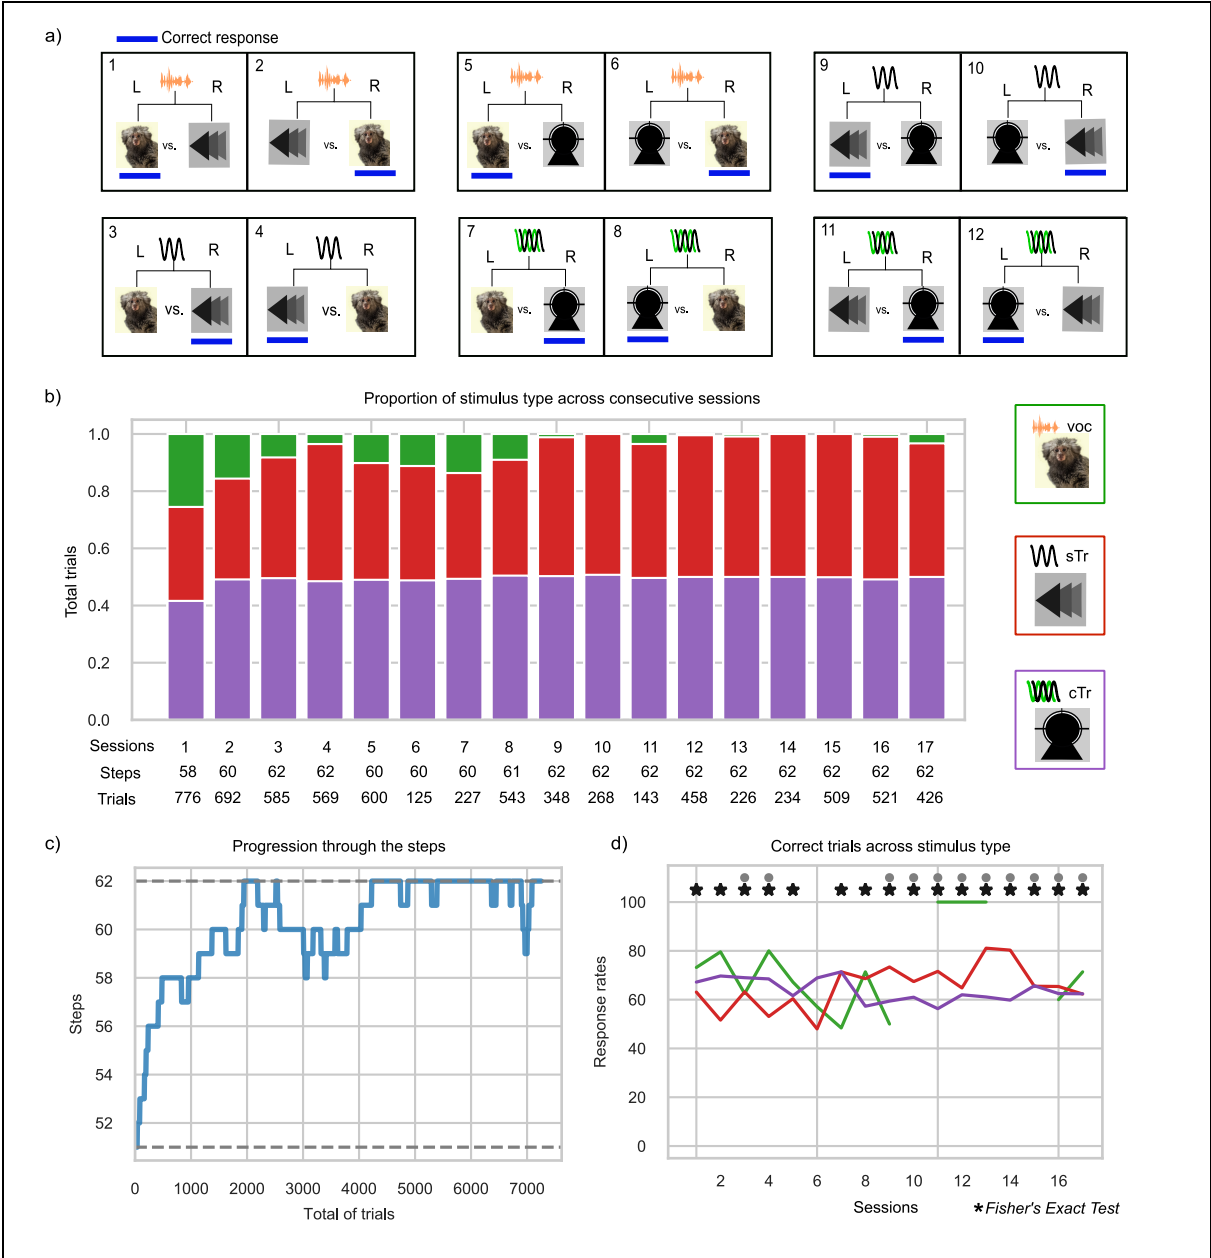 a)
Correct response
1 L R vs.
2 L R vs.
5 L R vs.
6 L R vs.
9 L R vs.
10 L R vs.
3 L R vs.
4 L R vs.
7 L R vs.
8 L R vs.
11 L R vs.
12 L R vs.
b)
Proportion of stimulus type across consecutive sessions
Total trials
1.0
0.8
0.6
0.4
0.2
0.0
Sessions 1 2 3 4 5 6 7 8 9 10 11 12 13 14 15 16 17
Steps 58 60 62 62 60 60 60 61 62 62 62 62 62 62 62 62 62
Trials 776 692 585 569 600 125 227 543 348 268 143 458 226 234 509 521 426
voc
sTr
cTr
c)
Progression through the steps
Steps
62
60
58
56
54
52
0 1000 2000 3000 4000 5000 6000 7000
Total of trials
d)
Correct trials across stimulus type
Response rates
100
80
60
40
20
0
2 4 6 8 10 12 14 16
Sessions
*Fisher's Exact Test